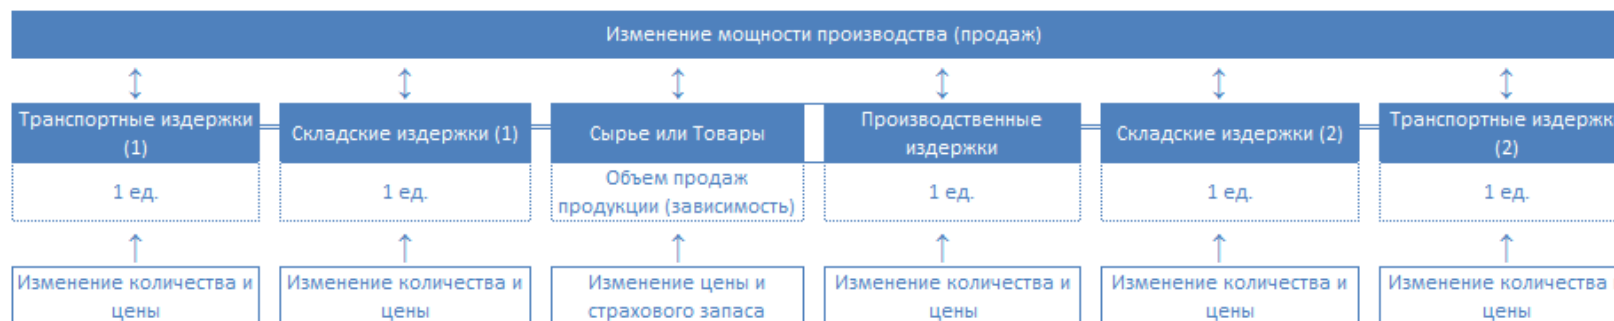 Изменение мощности производства (продаж)
Транспортные издержки
(1)
Складские издержки (1)
Сырье или Товары
Производственные
издержки
Складские издержки (2)
Транспортные издержк
(2)
1 ед.
1 ед.
Объем продаж
продукции (зависимость)
1 ед.
1 ед.
1 ед.
Изменение количества и
цены
Изменение количества и
цены
Изменение цены и
страхового запаса
Изменение количества и
цены
Изменение количества и
цены
Изменение количества
цены